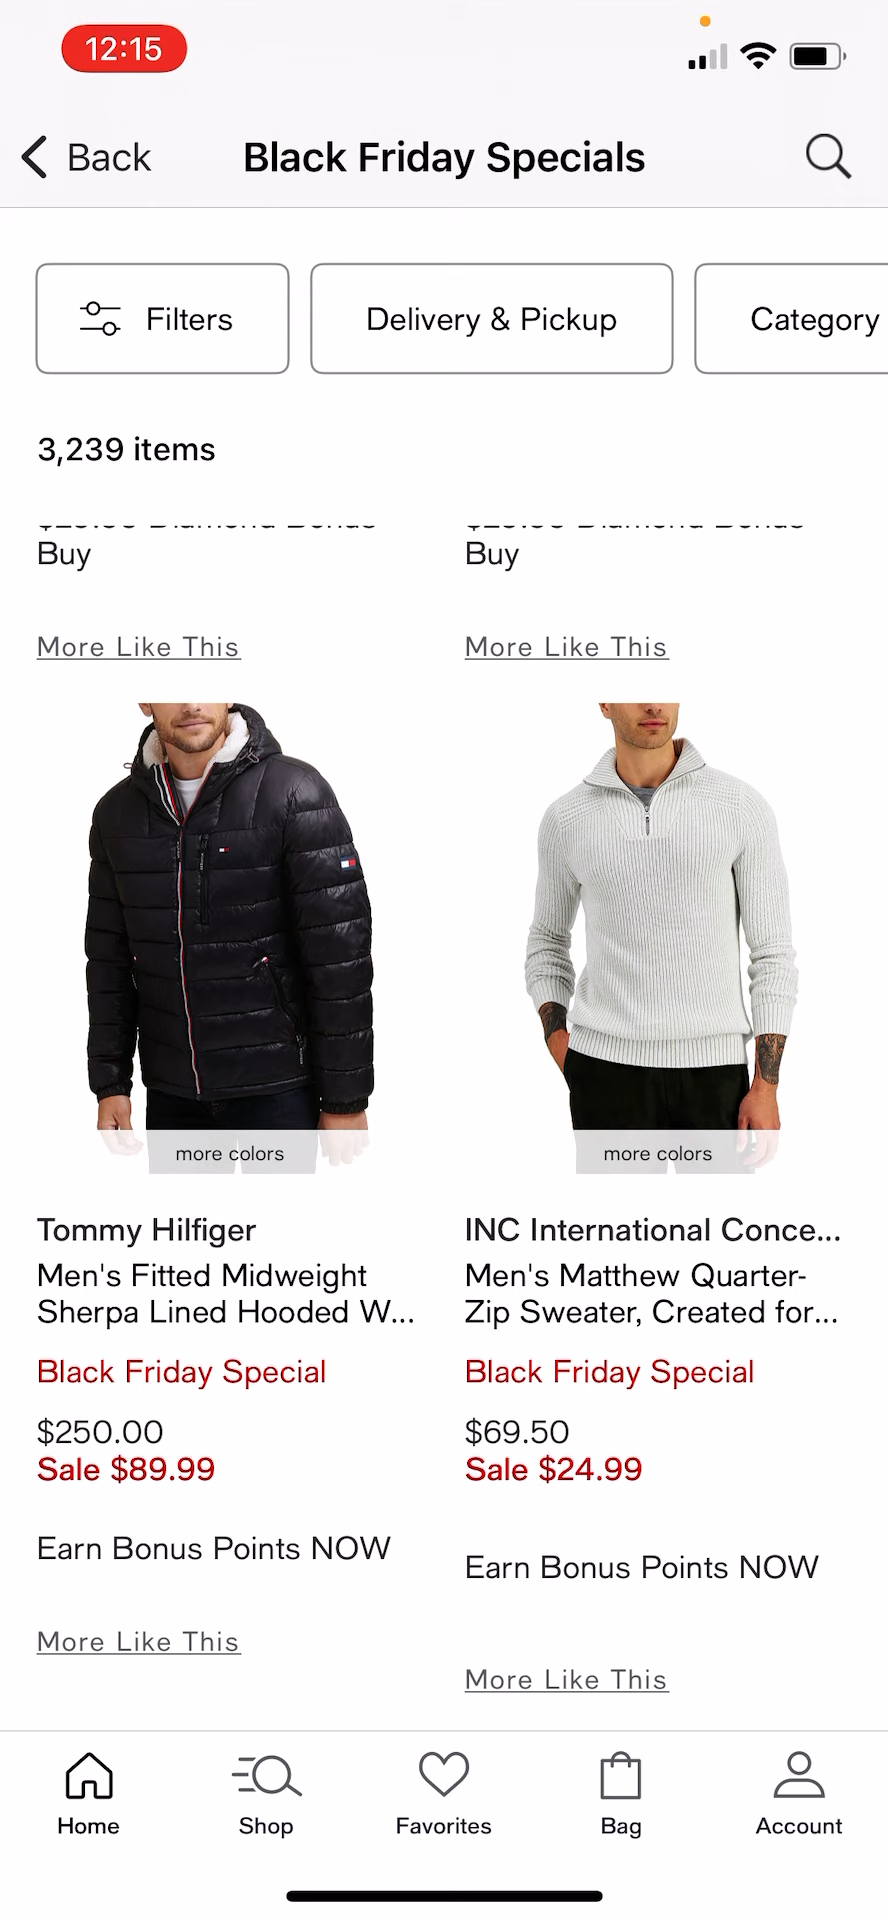 12:15
Back
Black Friday Specials
Filters
Delivery & Pickup
Category
3,239 items
Diamond Bonus
Buy
Diamond Bonus
Buy
More Like This
More Like This
more colors
more colors
Tommy Hilfiger
Men's Fitted Midweight
Sherpa Lined Hooded W...
Black Friday Special
$250.00
Sale $89.99
Earn Bonus Points NOW
More Like This
INC International Conce...
Men's Matthew Quarter-
Zip Sweater, Created for...
Black Friday Special
$69.50
Sale $24.99
Earn Bonus Points NOW
More Like This
Home
Shop
Favorites
Bag
Account